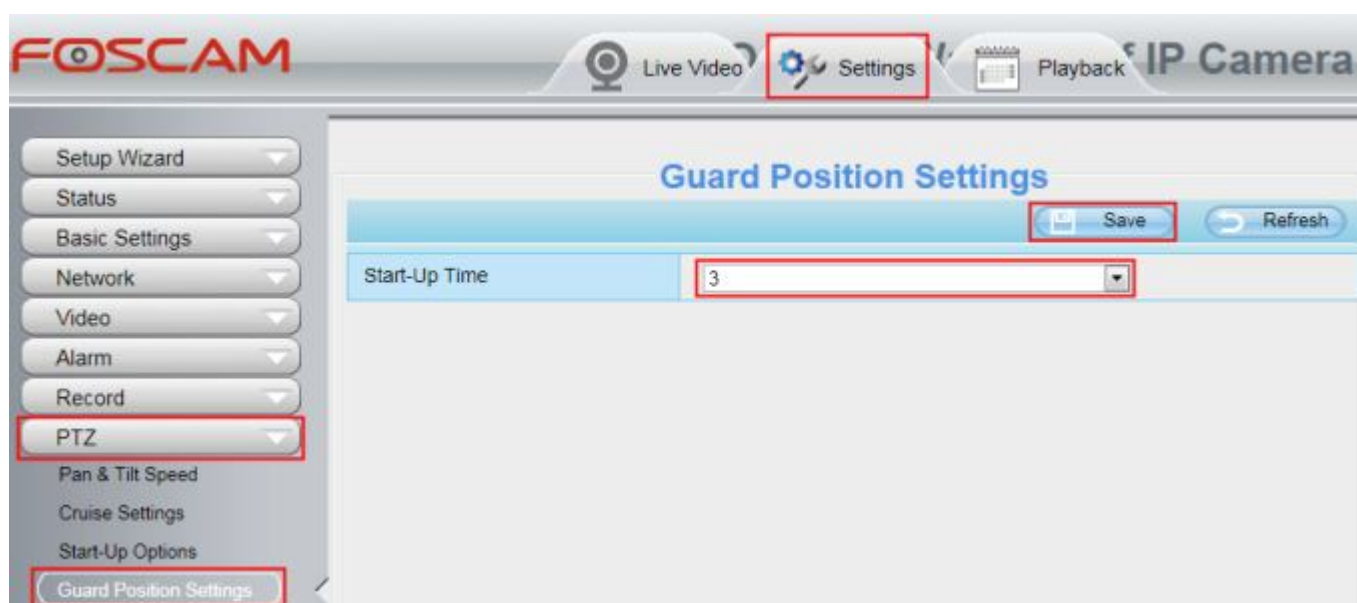 FOSCAM
Live Video
Settings
Playback
IP Camera
Setup Wizard
Status
Basic Settings
Network
Video
Alarm
Record
PTZ
Pan & Tilt Speed
Cruise Settings
Start-Up Options
Guard Position Settings
Guard Position Settings
Save
Refresh
Start-Up Time
3